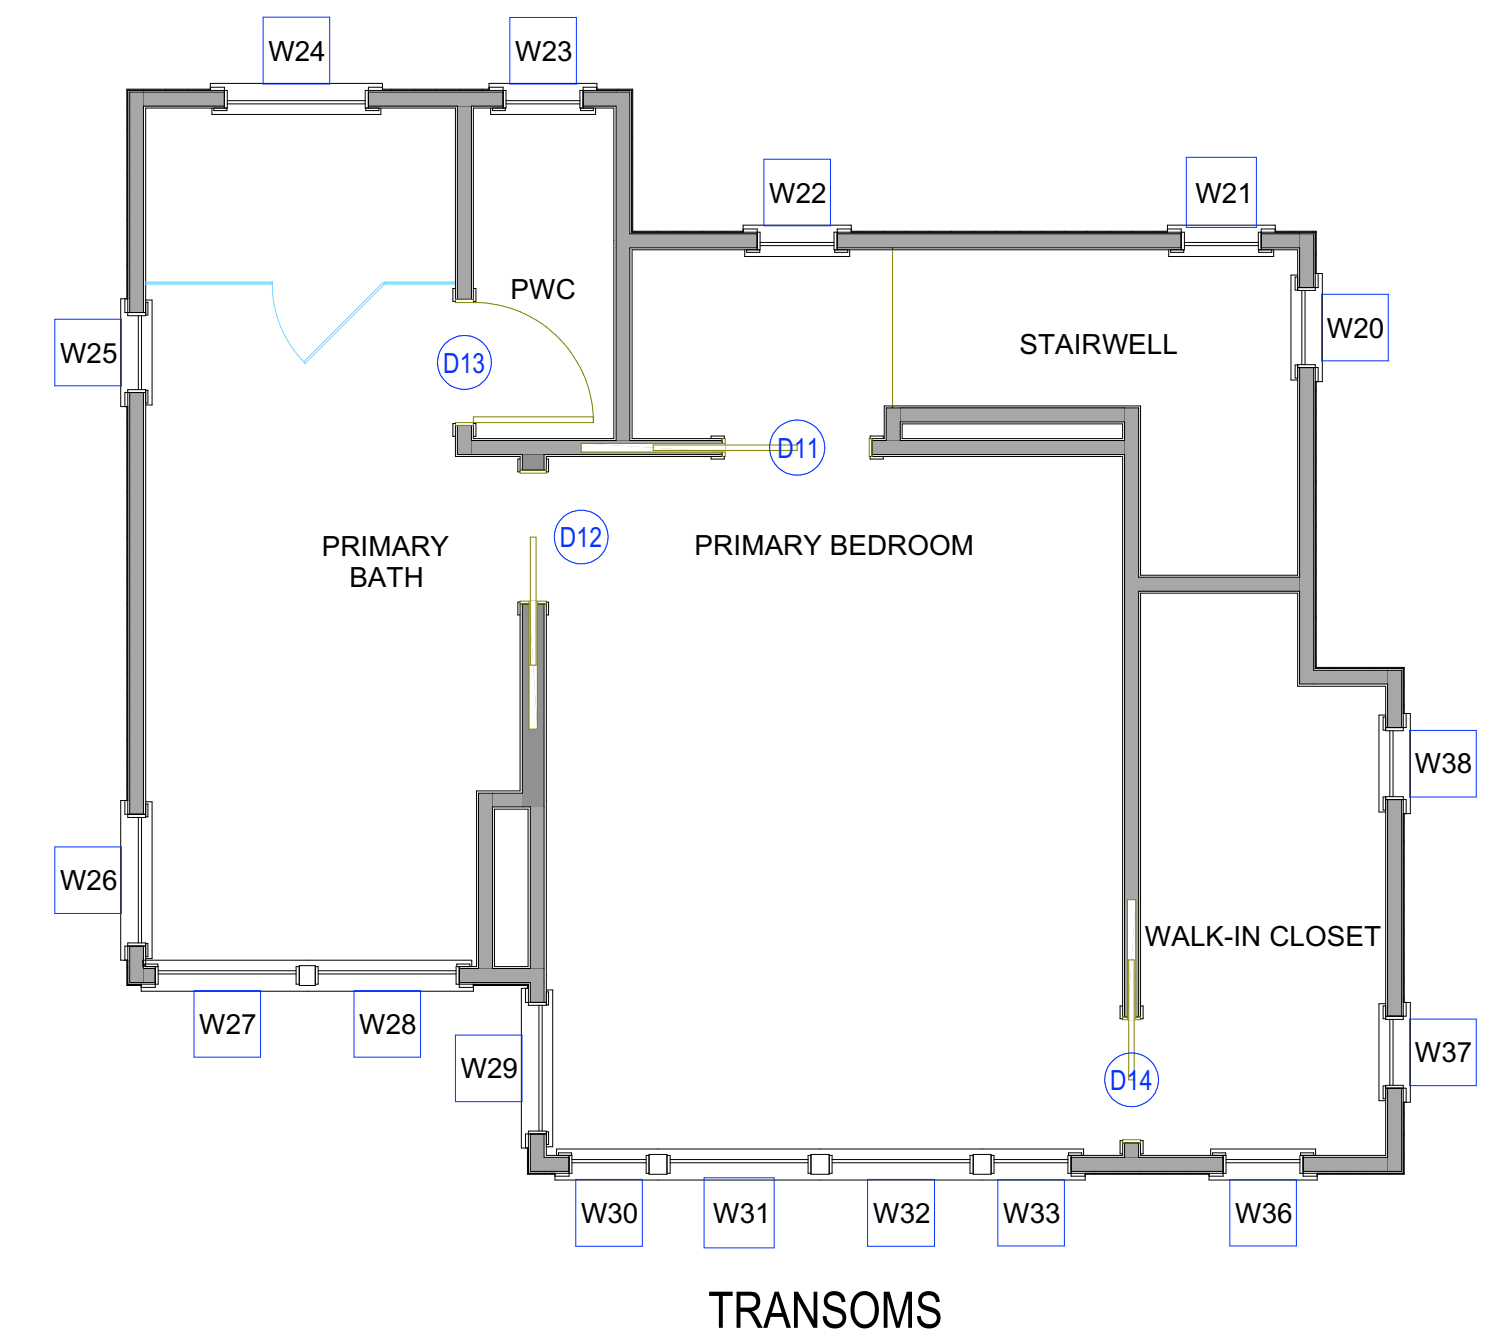 W24
W23
W22
W21
PWC
W20
STAIRWELL
W25
D13
D11
D12
PRIMARY
BATH
PRIMARY BEDROOM
W38
W26
WALK-IN CLOSET
W27
W28
W29
W37
D14
W30
W31
W32
W33
W36
TRANSOMS